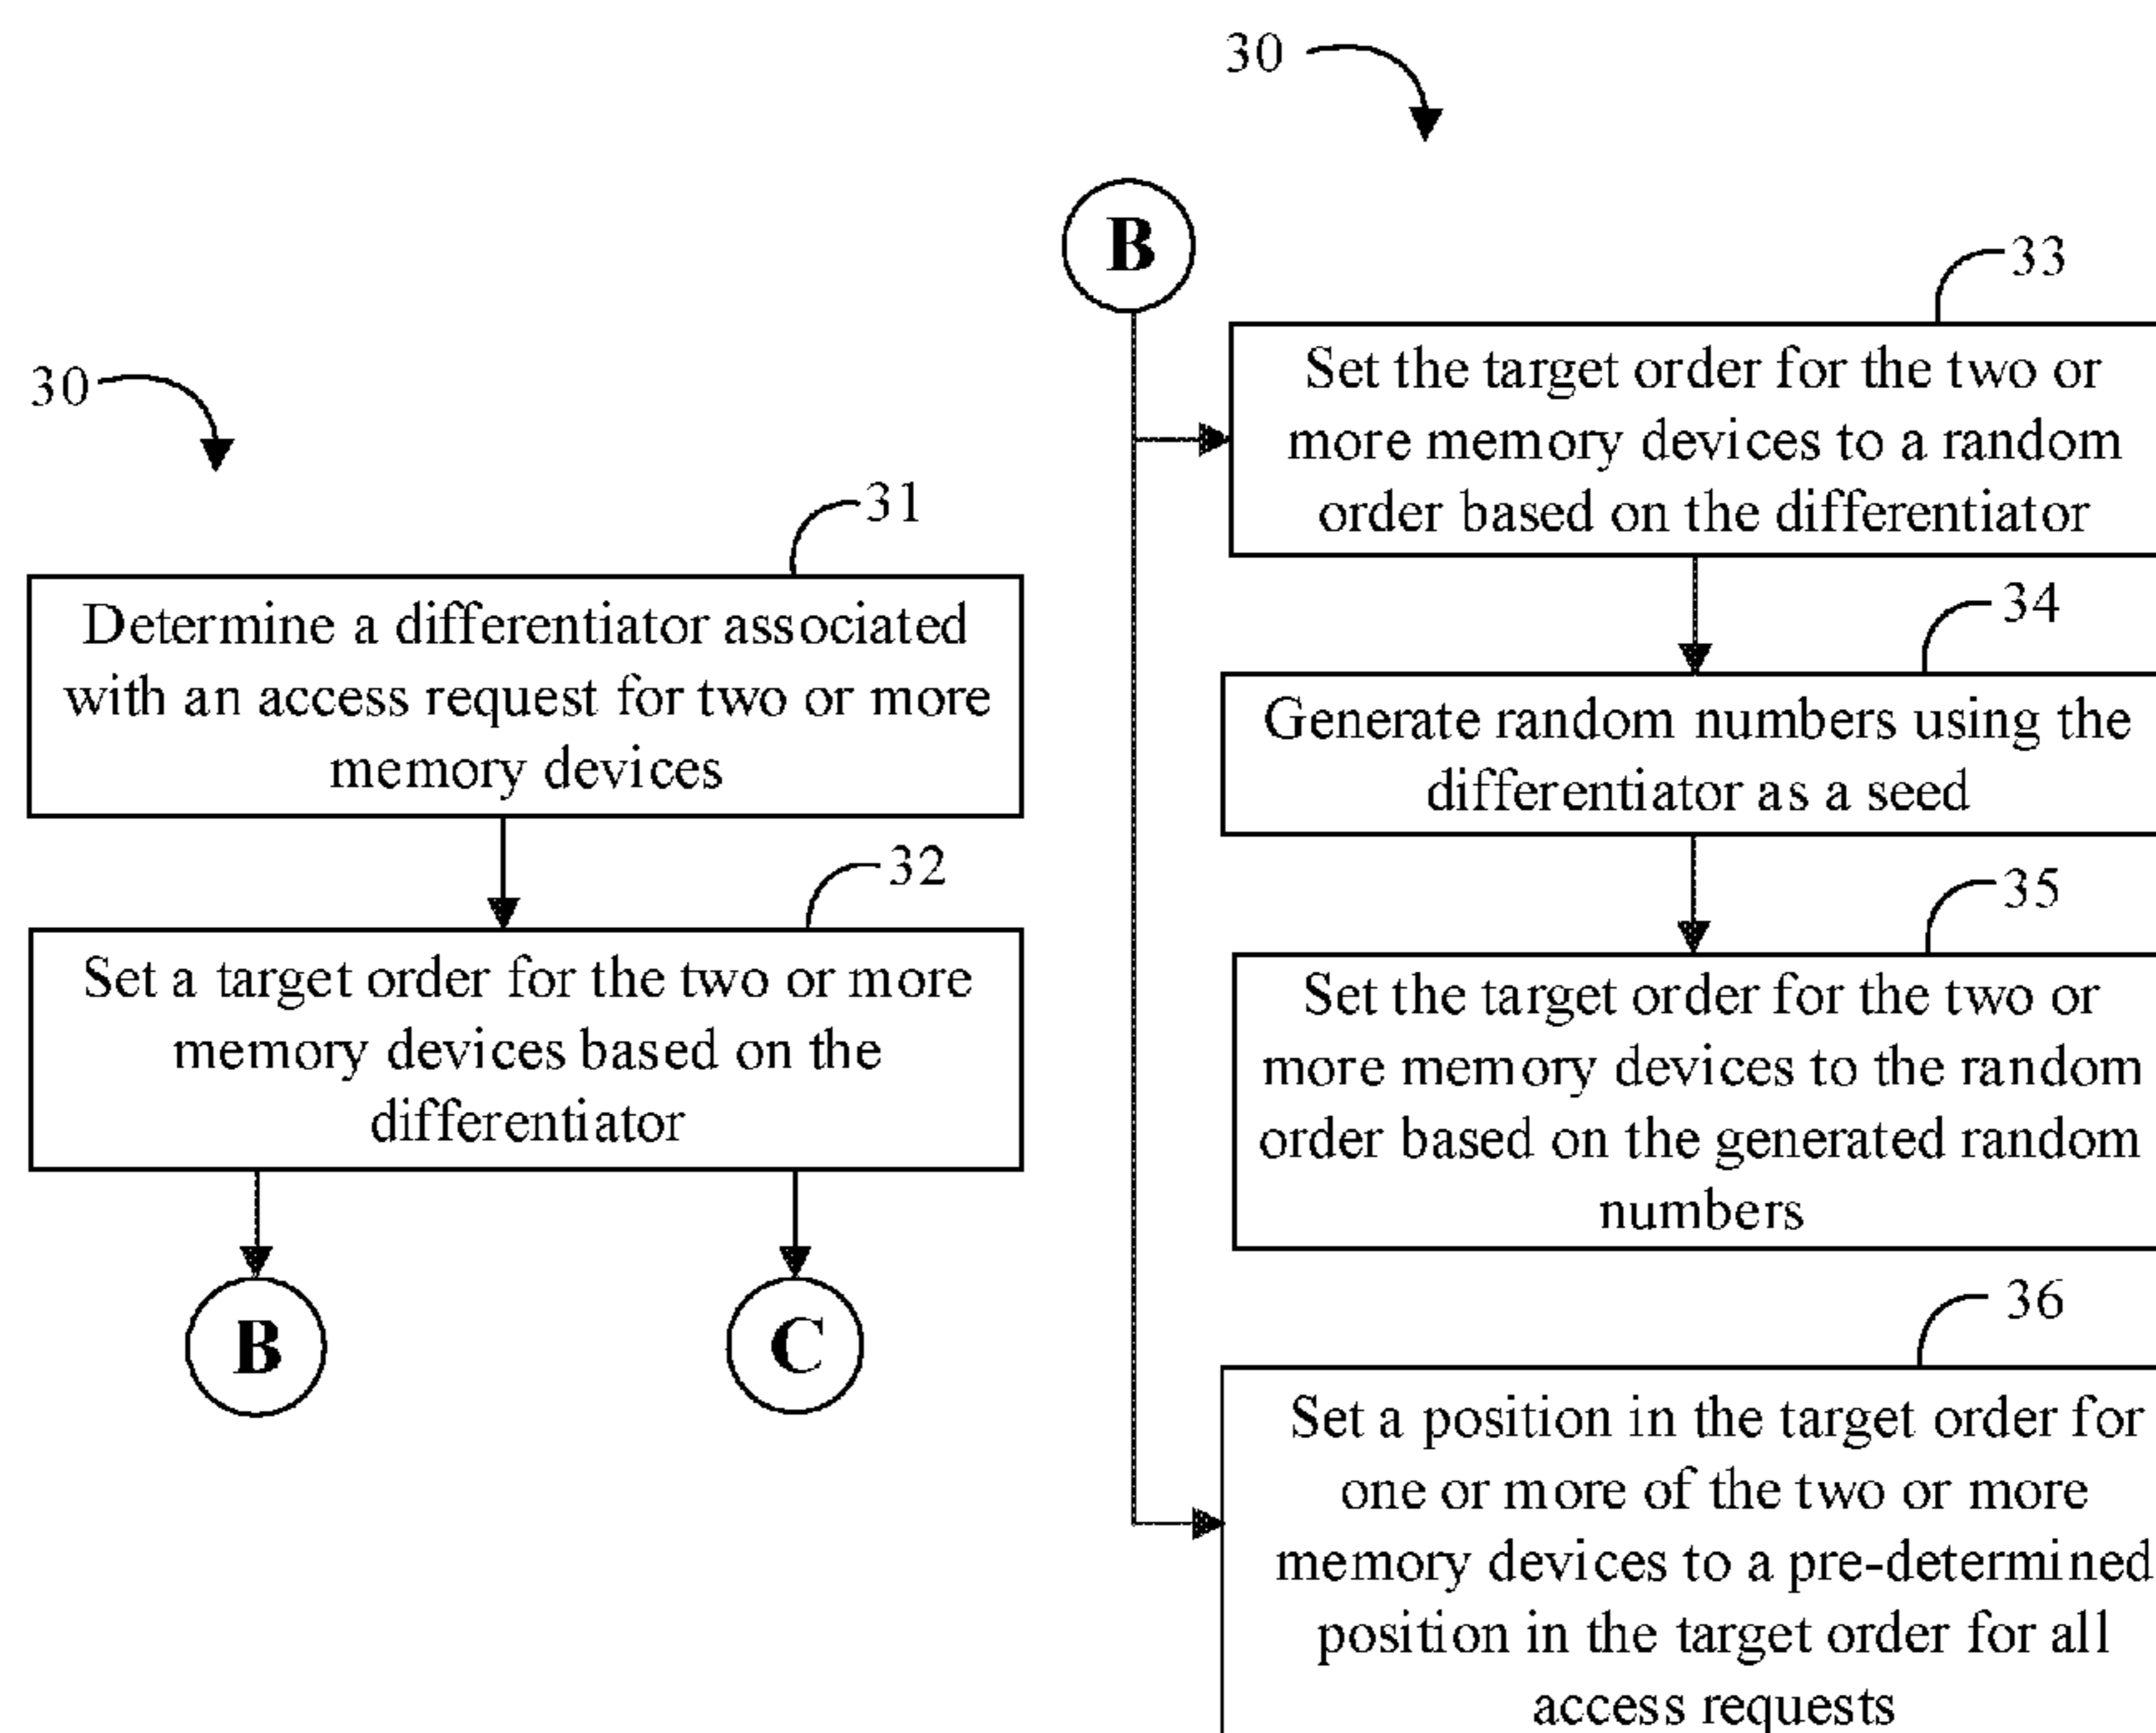 30
31
Determine a differentiator associated
with an access request for two or more
memory devices
32
Set a target order for the two or more
memory devices based on the
differentiator
B
C
30
B
33
Set the target order for the two or
more memory devices to a random
order based on the differentiator
34
Generate random numbers using the
differentiator as a seed
35
Set the target order for the two or
more memory devices to the random
order based on the generated random
numbers
36
Set a position in the target order for
one or more of the two or more
memory devices to a pre-determined
position in the target order for all
access requests